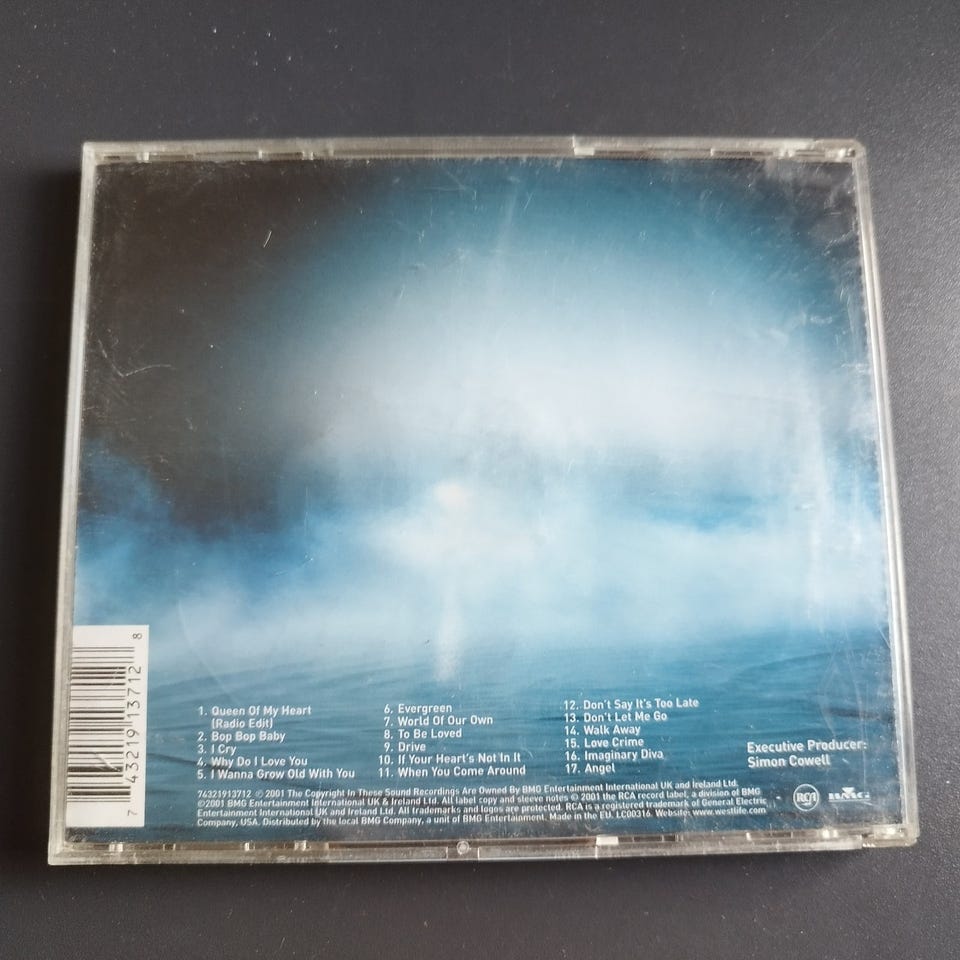 1. Queen Of My Heart
(Radio Edit)
2. Bop Bop Baby
3. I Cry
4. Why Do I Love You
5. I Wanna Grow Old With You
6. Evergreen
7. World Of Our Own
8. To Be Loved
9. Drive
10. If Your Heart's Not In It
11. When You Come Around
12. Don't Say It's Too Late
13. Don't Let Me Go
14. Walk Away
15. Love Crime
16. Imaginary Diva
17. Angel
Executive Producer:
Simon Cowell
74321913712 ℗ 2001 The Copyright In These Sound Recordings Are Owned By BMG Entertainment International UK and Ireland Ltd.
©2001 BMG Entertainment International UK & Ireland Ltd. All label copy and sleeve notes © 2001 the RCA record label, a division of BMG
Entertainment International UK and Ireland Ltd. All trademarks and logos are protected. RCA is a registered trademark of General Electric
Company, USA. Distributed by the local BMG Company, a unit of BMG Entertainment. Made in the EU. LC00316 Website: www.westlife.com
RCA
BMG
7 43219 13712 8